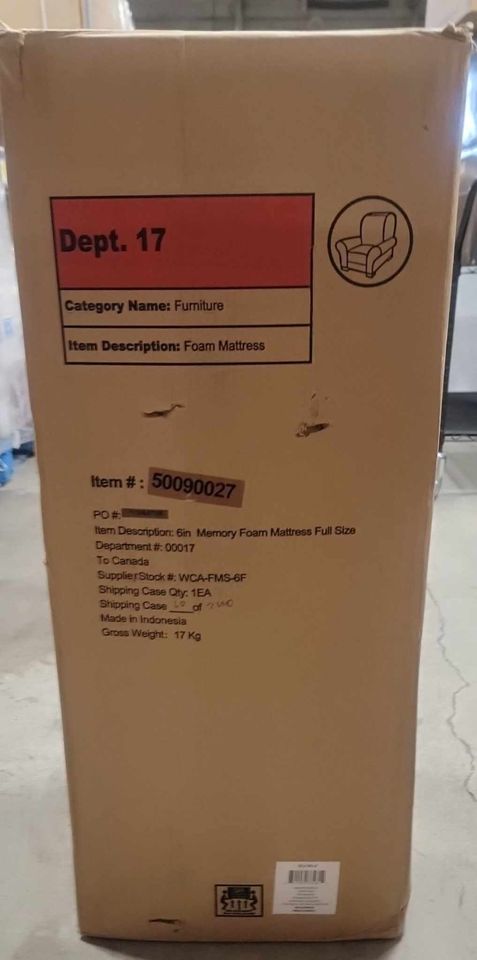 Dept. 17
Category Name: Furniture
Item Description: Foam Mattress
Item # : 50090027
PO #:
Item Description: 6in Memory Foam Mattress Full Size
Department #: 00017
To Canada
Supplier Stock #: WCA-FMS-6F
Shipping Case Qty: 1EA
Shipping Case of
Made in Indonesia
Gross Weight: 17 Kg